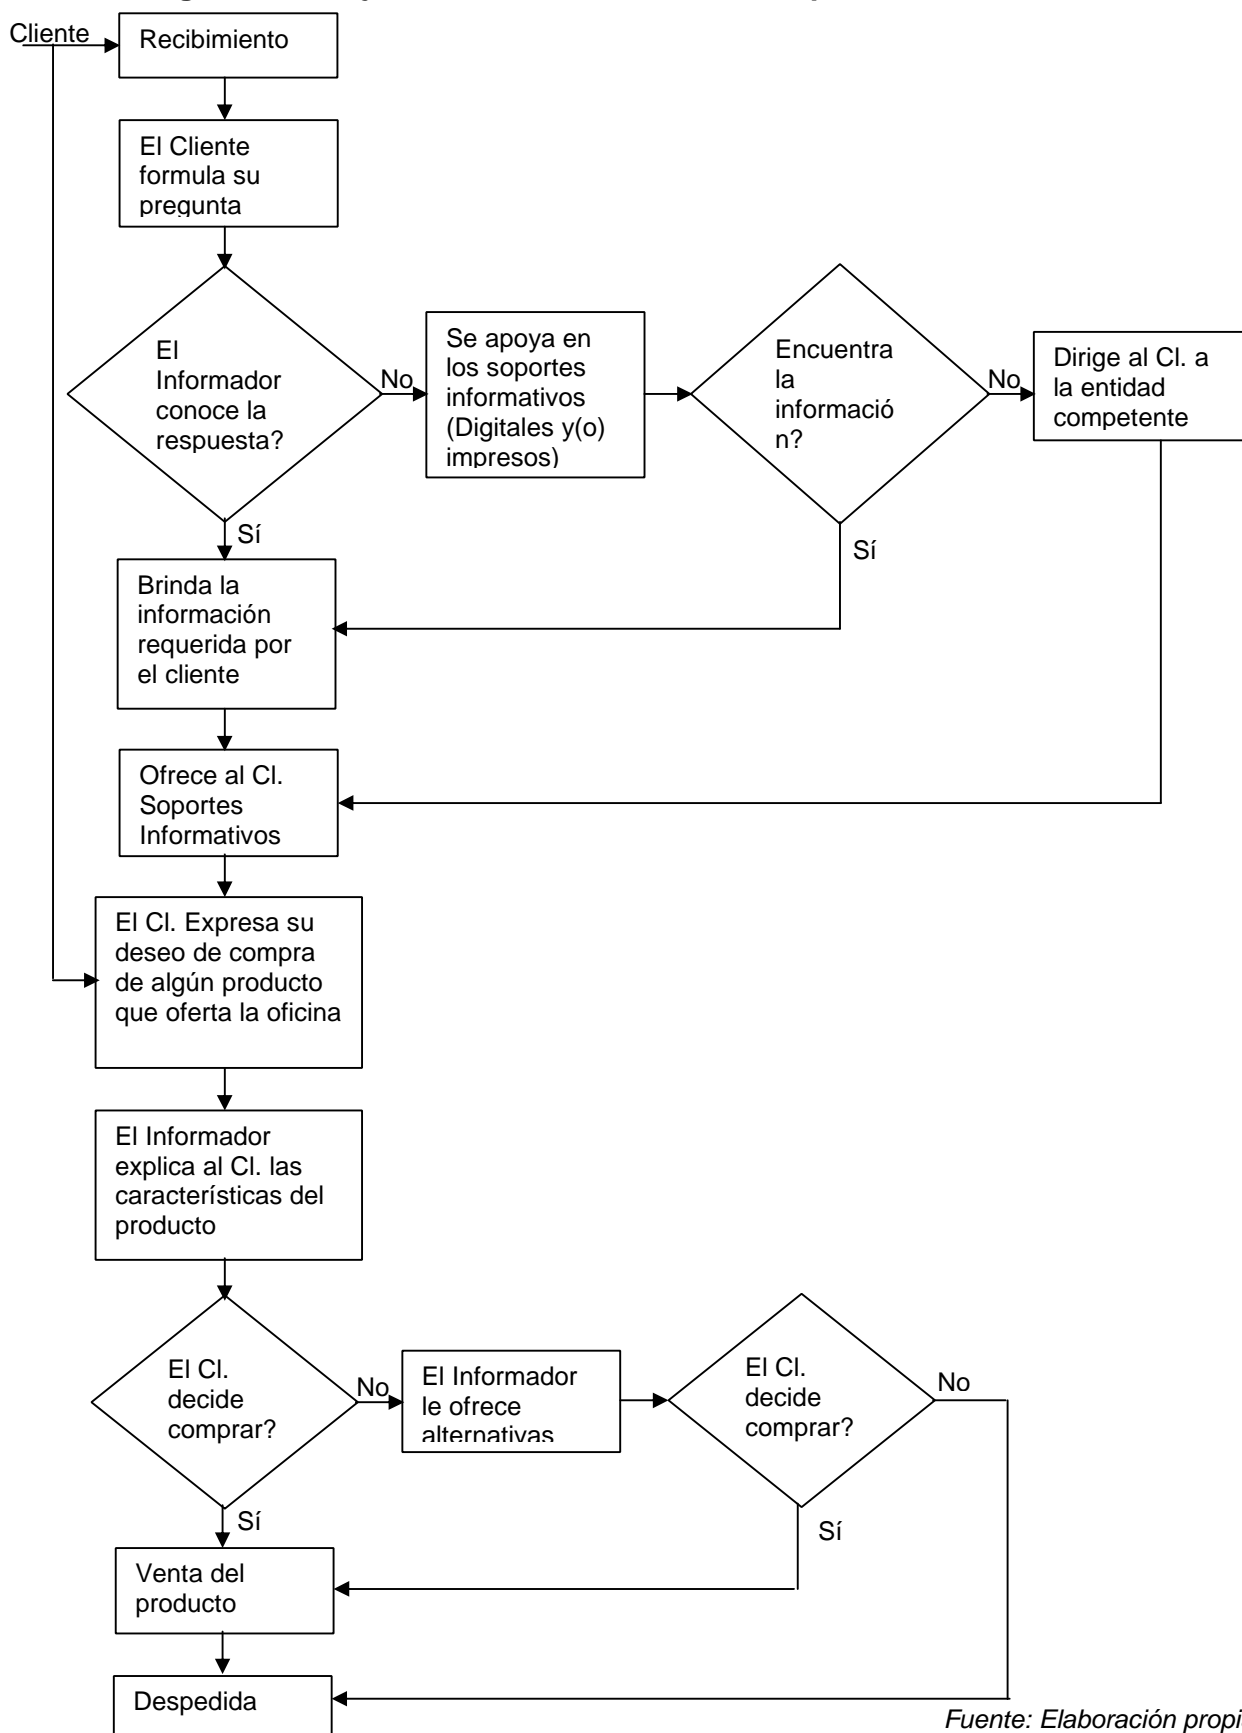 Cliente
Recibimiento
El Cliente
formula su
pregunta
El
Informador
conoce la
respuesta?
No
Se apoya en
los soportes
informativos
(Digitales y(o)
impresos)
Encuentra
la
informació
n?
No
Dirige al Cl. a
la entidad
competente
Sí
Sí
Brinda la
información
requerida por
el cliente
Ofrece al Cl.
Soportes
Informativos
El Cl. Expresa su
deseo de compra
de algún producto
que oferta la oficina
El Informador
explica al Cl. las
características del
producto
El Cl.
decide
comprar?
No
El Informador
le ofrece
alternativas
El Cl.
decide
comprar?
No
Sí
Sí
Venta del
producto
Despedida
Fuente: Elaboración propi